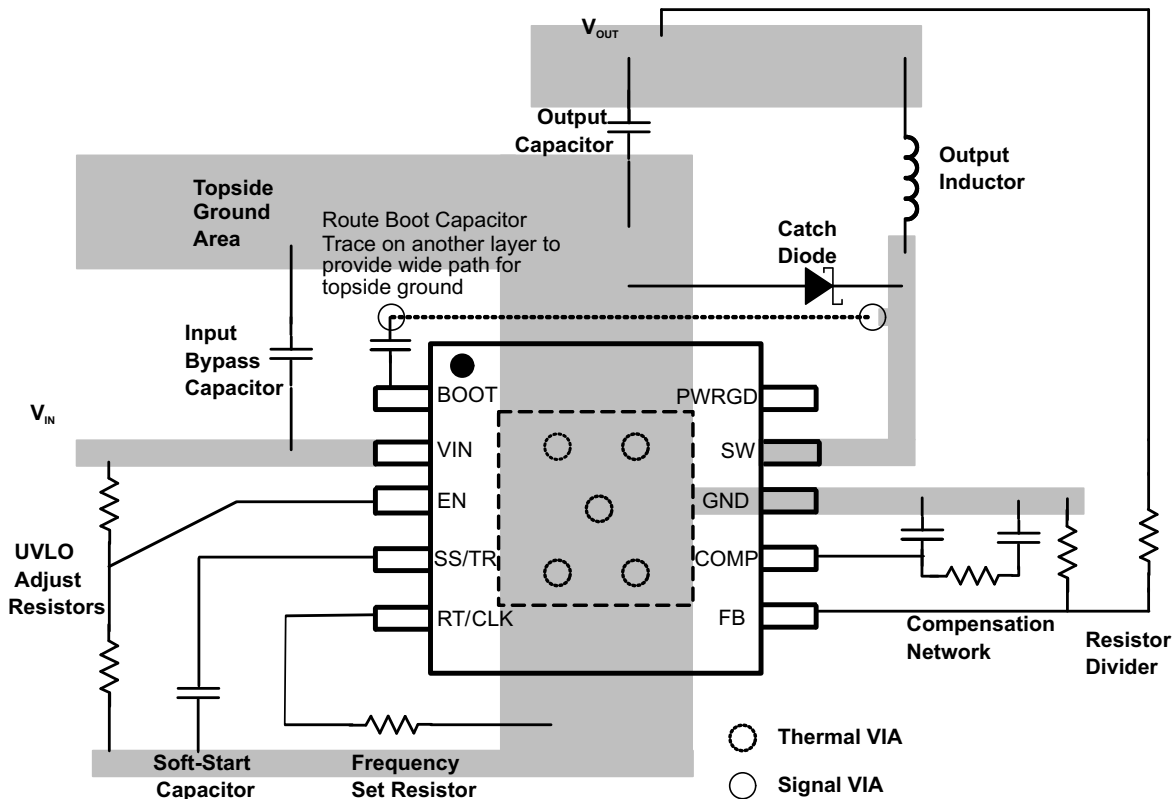 VOUT
Output
Capacitor
Output
Inductor
Topside
Ground
Area
Route Boot Capacitor
Trace on another layer to
provide wide path for
topside ground
Catch
Diode
Input
Bypass
Capacitor
VIN
BOOT
VIN
EN
SS/TR
RT/CLK
PWRGD
SW
GND
COMP
FB
UVLO
Adjust
Resistors
Compensation
Network
Resistor
Divider
Soft-Start
Capacitor
Frequency
Set Resistor
Thermal VIA
Signal VIA